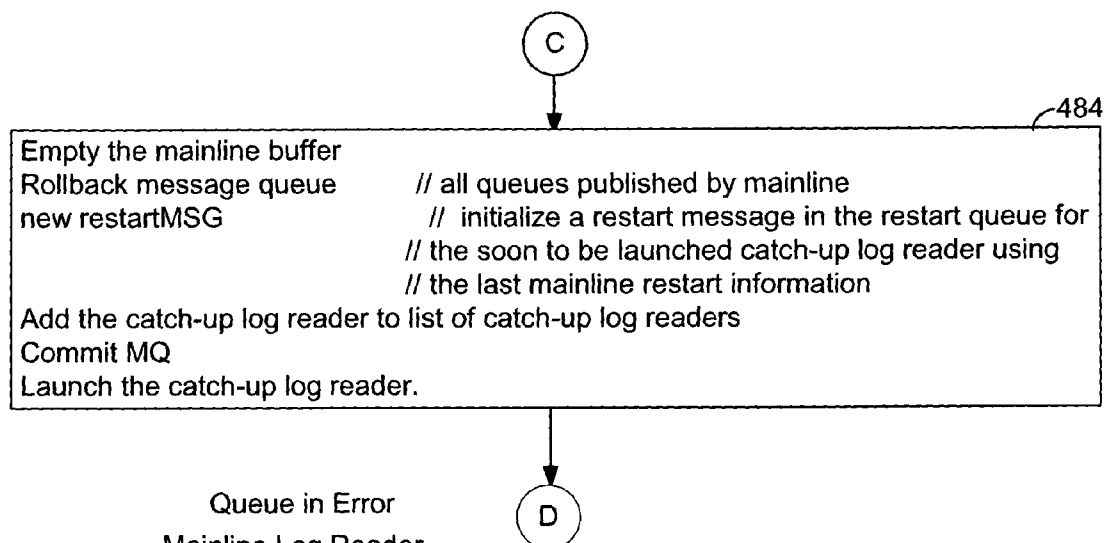 C
484
Empty the mainline buffer
Rollback message queue // all queues published by mainline
new restartMSG // initialize a restart message in the restart queue for
// the soon to be launched catch-up log reader using
// the last mainline restart information
Add the catch-up log reader to list of catch-up log readers
Commit MQ
Launch the catch-up log reader.
Queue in Error
D
Mainline Log Reader